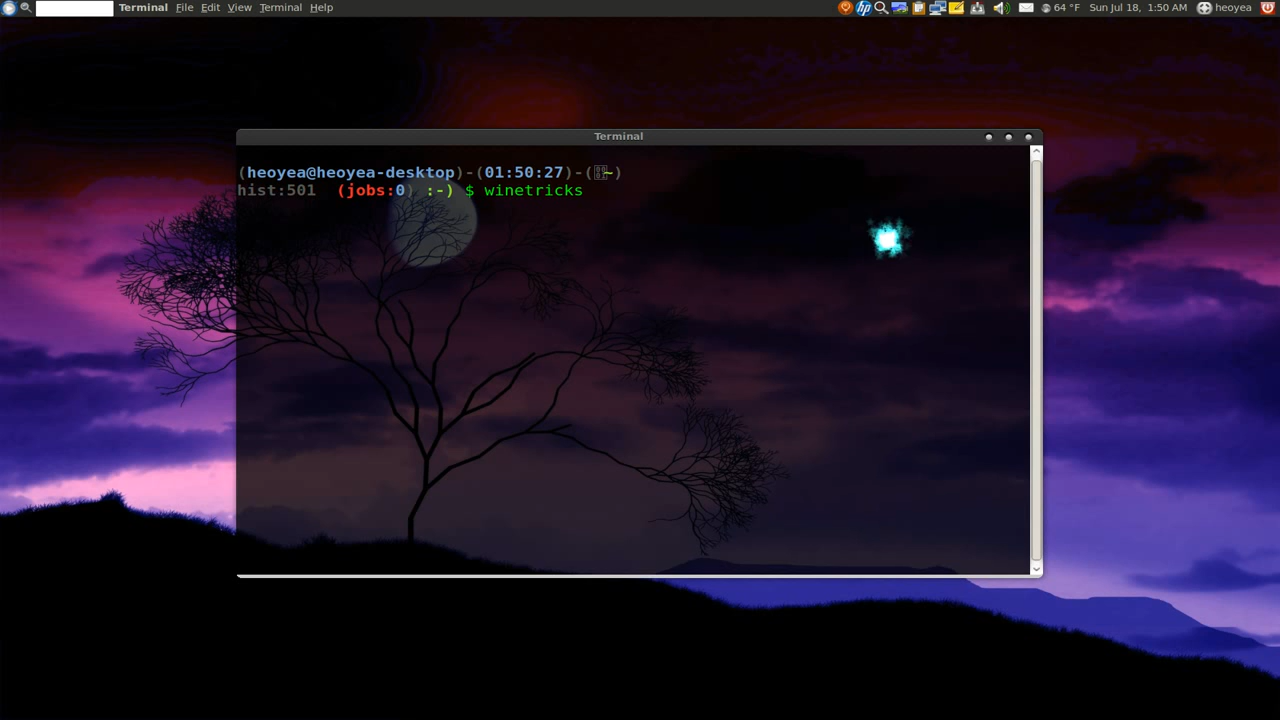 Terminal File Edit View Terminal Help 64 °F Sun Jul 18, 1:50 AM heoyea
Terminal
(heoyea@heoyea-desktop)-(01:50:27)-(~)
hist:501 (jobs:0) :-) $ winetricks